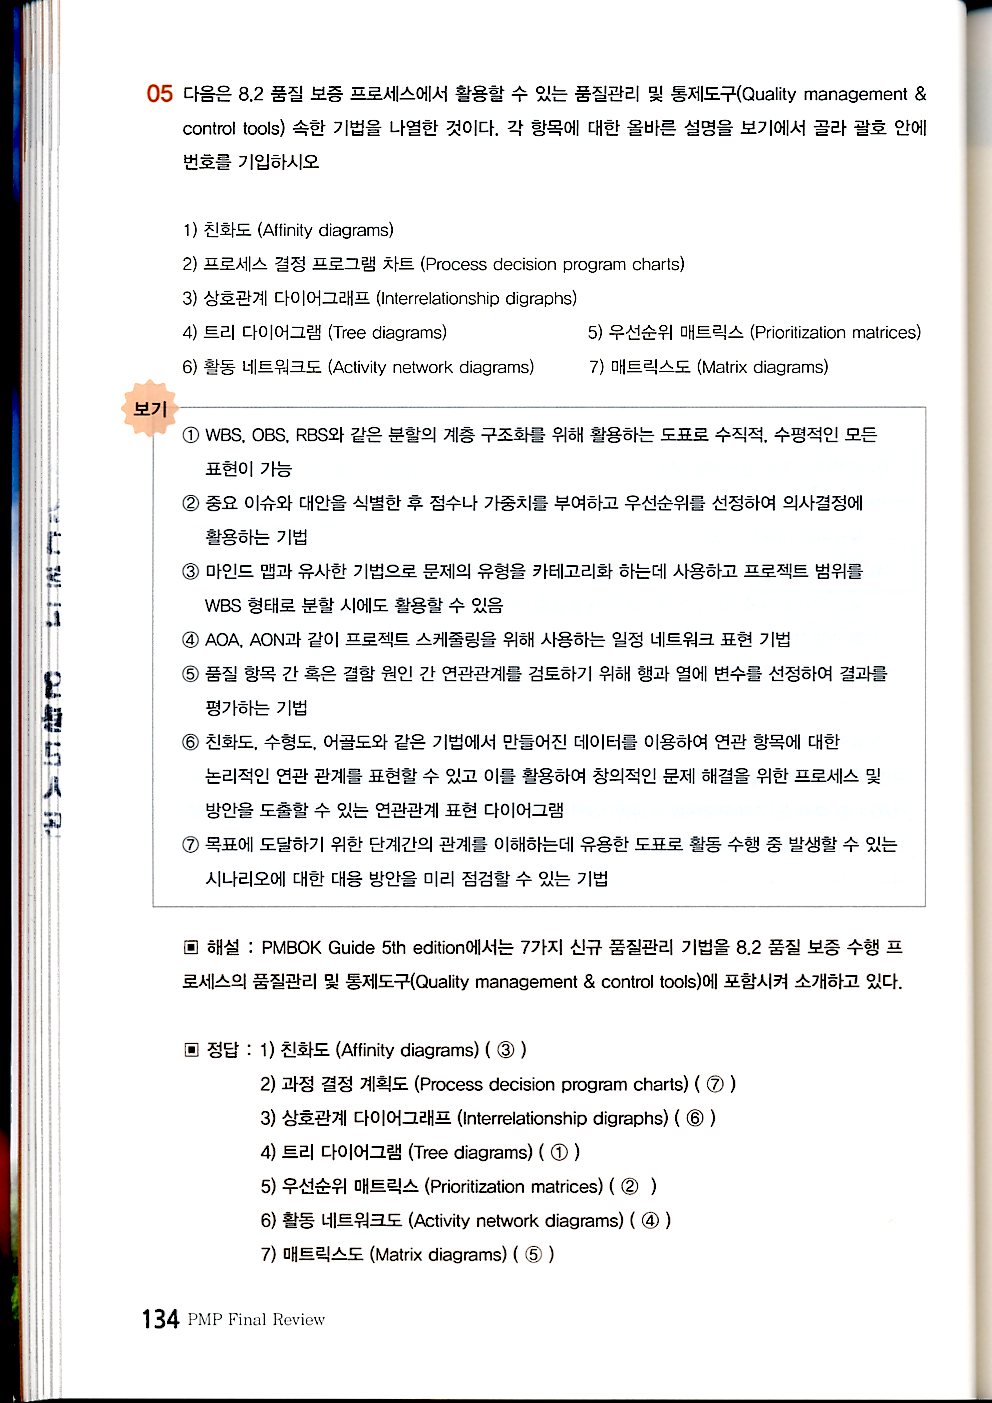 05 다음은 8.2 품질 보증 프로세스에서 활용할 수 있는 품질관리 및 통제도구(Quality management &
control tools) 속한 기법을 나열한 것이다. 각 항목에 대한 올바른 설명을 보기에서 골라 괄호 안에
번호를 기입하시오
1) 친화도 (Affinity diagrams)
2) 프로세스 결정 프로그램 차트 (Process decision program charts)
3) 상호관계 다이어그래프 (Interrelationship digraphs)
4) 트리 다이어그램 (Tree diagrams) 5) 우선순위 매트릭스 (Prioritization matrices)
6) 활동 네트워크도 (Activity network diagrams) 7) 매트릭스도 (Matrix diagrams)
보기
① WBS, OBS, RBS와 같은 분할의 계층 구조화를 위해 활용하는 도표로 수직적, 수평적인 모든
표현이 가능
② 중요 이슈와 대안을 식별한 후 점수나 가중치를 부여하고 우선순위를 선정하여 의사결정에
활용하는 기법
③ 마인드 맵과 유사한 기법으로 문제의 유형을 카테고리화 하는데 사용하고 프로젝트 범위를
WBS 형태로 분할 시에도 활용할 수 있음
④ AOA, AON과 같이 프로젝트 스케줄링을 위해 사용하는 일정 네트워크 표현 기법
⑤ 품질 항목 간 혹은 결함 원인 간 연관관계를 검토하기 위해 행과 열에 변수를 선정하여 결과를
평가하는 기법
⑥ 친화도, 수형도, 어골도와 같은 기법에서 만들어진 데이터를 이용하여 연관 항목에 대한
논리적인 연관 관계를 표현할 수 있고 이를 활용하여 창의적인 문제 해결을 위한 프로세스 및
방안을 도출할 수 있는 연관관계 표현 다이어그램
⑦ 목표에 도달하기 위한 단계간의 관계를 이해하는데 유용한 도표로 활동 수행 중 발생할 수 있는
시나리오에 대한 대응 방안을 미리 점검할 수 있는 기법
▣ 해설 : PMBOK Guide 5th edition에서는 7가지 신규 품질관리 기법을 8.2 품질 보증 수행 프
로세스의 품질관리 및 통제도구(Quality management & control tools)에 포함시켜 소개하고 있다.
▣ 정답 : 1) 친화도 (Affinity diagrams) ( ③ )
2) 과정 결정 계획도 (Process decision program charts) ( ⑦ )
3) 상호관계 다이어그래프 (Interrelationship digraphs) ( ⑥ )
4) 트리 다이어그램 (Tree diagrams) ( ① )
5) 우선순위 매트릭스 (Prioritization matrices) ( ② )
6) 활동 네트워크도 (Activity network diagrams) ( ④ )
7) 매트릭스도 (Matrix diagrams) ( ⑤ )
134 PMP Final Review